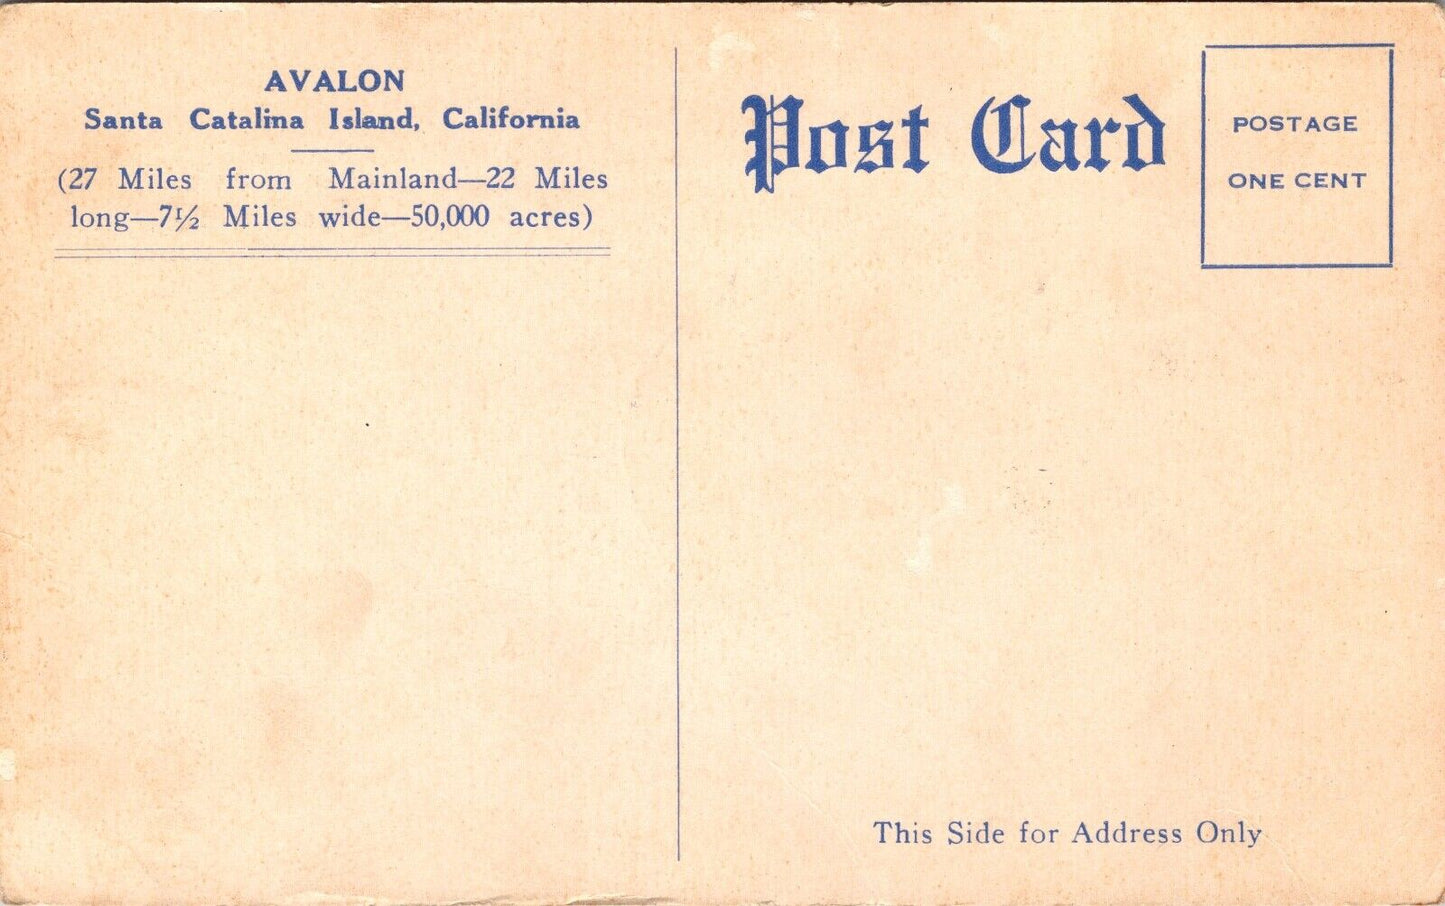 AVALON
Santa Catalina Island, California
(27 Miles from Mainland—22 Miles
long—7½ Miles wide—50,000 acres)
Post Card
POSTAGE
ONE CENT
This Side for Address Only